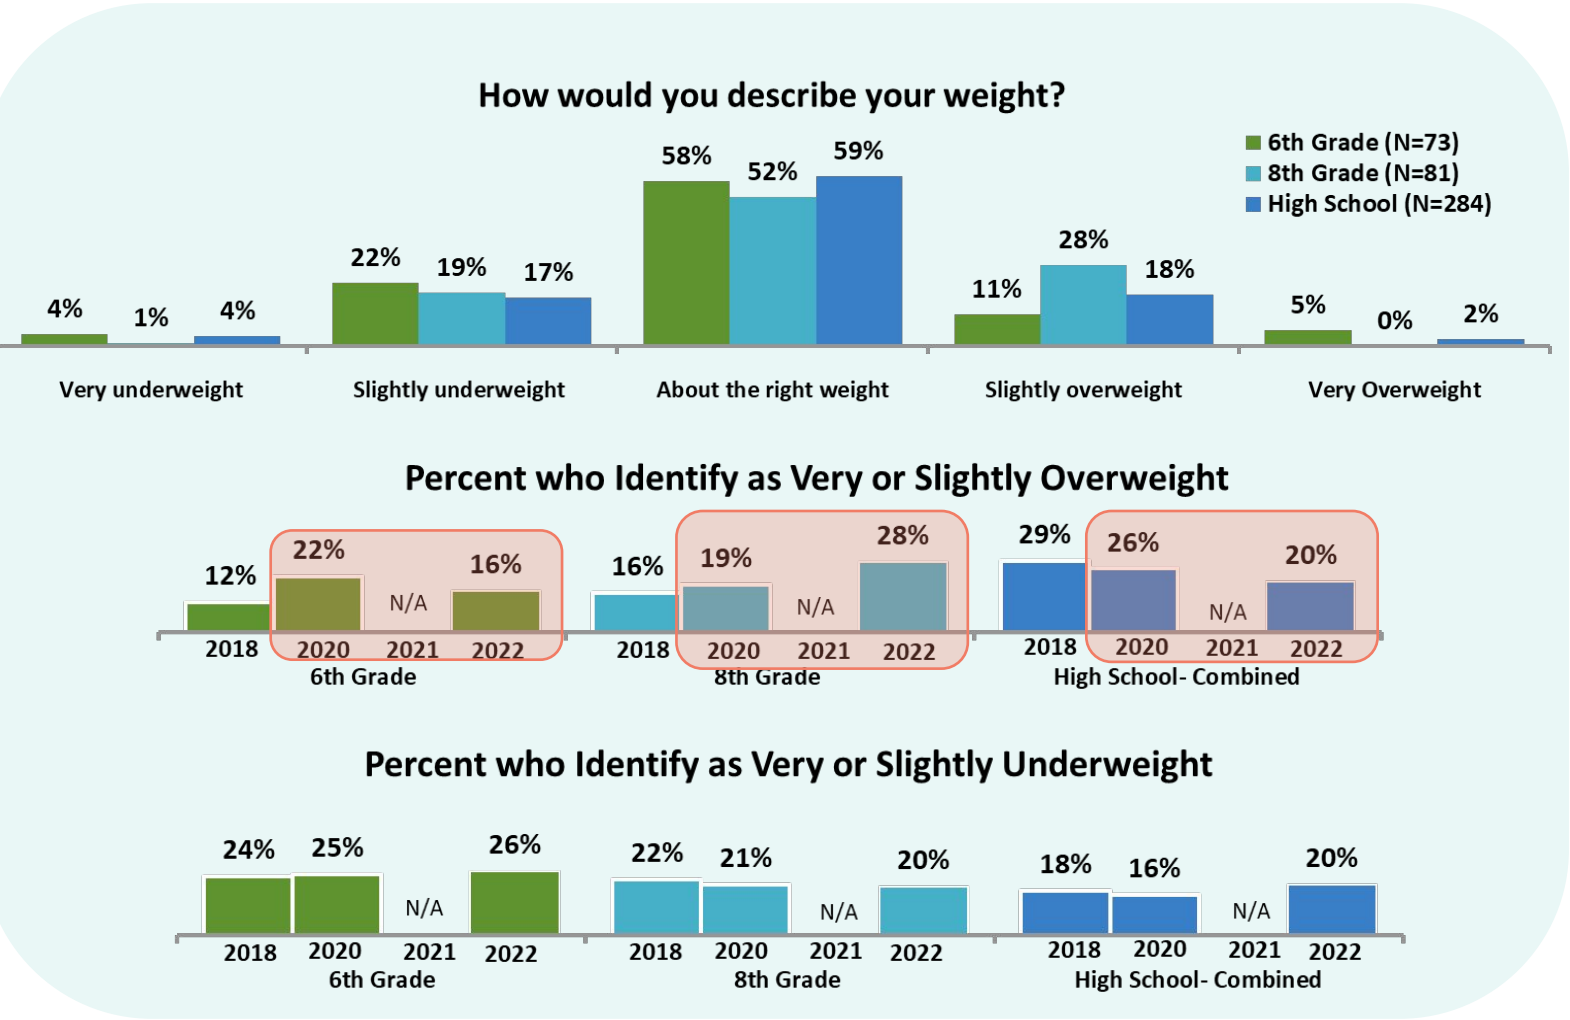 How would you describe your weight?
6th Grade (N=73)
8th Grade (N=81)
High School (N=284)
4% 1% 4% 22% 19% 17% 58% 52% 59% 11% 28% 18% 5% 0% 2%
Very underweight Slightly underweight About the right weight Slightly overweight Very Overweight
Percent who Identify as Very or Slightly Overweight
12% 22% N/A 16% 16% 19% N/A 28% 29% 26% N/A 20%
2018 2020 2021 2022 2018 2020 2021 2022 2018 2020 2021 2022
6th Grade 8th Grade High School- Combined
Percent who Identify as Very or Slightly Underweight
24% 25% N/A 26% 22% 21% N/A 20% 18% 16% N/A 20%
2018 2020 2021 2022 2018 2020 2021 2022 2018 2020 2021 2022
6th Grade 8th Grade High School- Combined